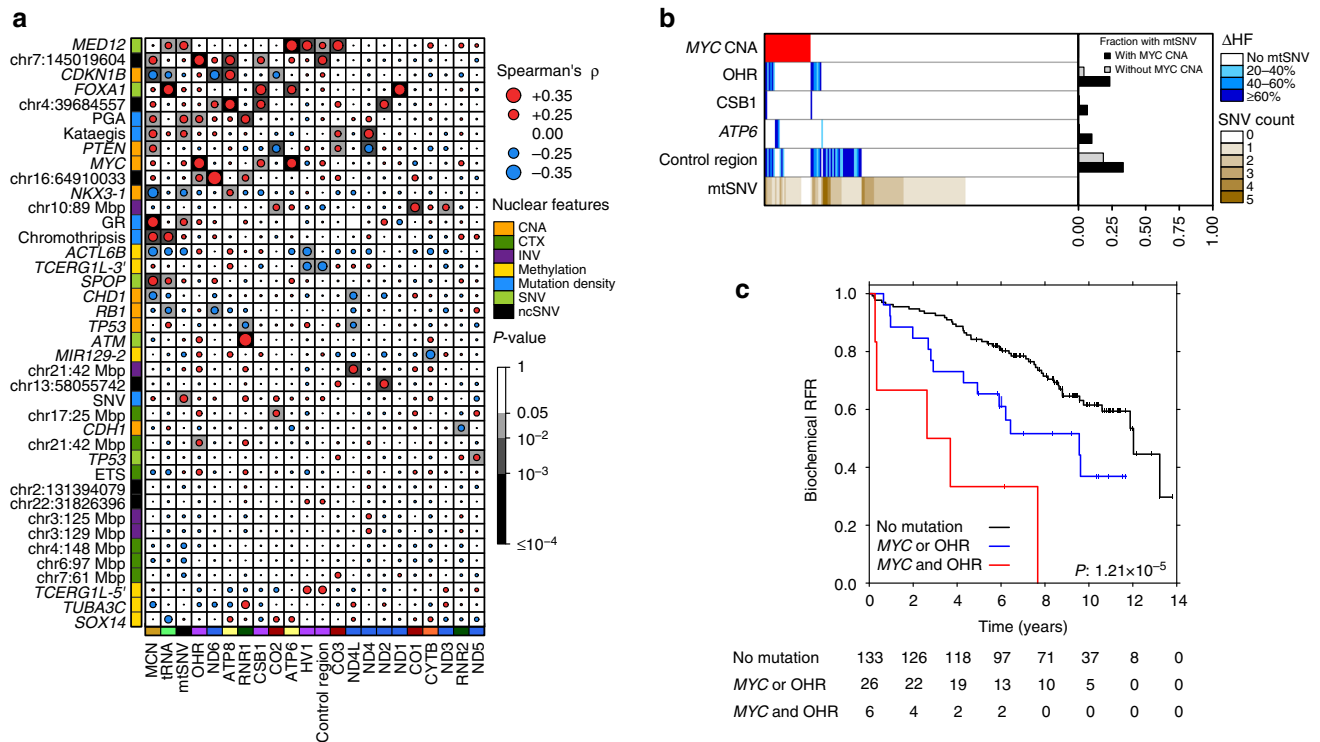 a
MED12
chr7:145019604
CDKN1B
FOXA1
chr4:39684557
PGA
Kataegis
PTEN
MYC
chr16:64910033
NKX3-1
chr10:89 Mbp
GR
Chromothripsis
ACTL6B
TCERG1L-3'
SPOP
CHD1
RB1
TP53
ATM
MIR129-2
chr21:42 Mbp
chr13:58055742
SNV
chr17:25 Mbp
CDH1
chr21:42 Mbp
TP53
ETS
chr2:131394079
chr22:31826396
chr3:125 Mbp
chr3:129 Mbp
chr4:148 Mbp
chr6:97 Mbp
chr7:61 Mbp
TCERG1L-5'
TUBA3C
SOX14
MCN
tRNA
mtSNV
OHR
ND6
ATP8
RNR1
CSB1
CO2
ATP6
HV1
Control region
CO3
ND4L
ND4
ND2
ND1
CO1
CYTB
ND3
RNR2
ND5
Spearman's ρ
+0.35
+0.25
0.00
−0.25
−0.35
Nuclear features
CNA
CTX
INV
Methylation
Mutation density
SNV
ncSNV
P-value
1
0.05
10−2
10−3
≤10−4
b
MYC CNA
OHR
CSB1
ATP6
Control region
mtSNV
Fraction with mtSNV
With MYC CNA
Without MYC CNA
0.00
0.25
0.50
0.75
1.00
ΔHF
No mtSNV
20–40%
40–60%
≥60%
SNV count
0
1
2
3
4
5
c
Biochemical RFR
1.0
0.8
0.6
0.4
0.2
0.0
No mutation
MYC or OHR
MYC and OHR
P: 1.21×10−5
0 2 4 6 8 10 12 14
Time (years)
No mutation 133 126 118 97 71 37 8 0
MYC or OHR 26 22 19 13 10 5 0 0
MYC and OHR 6 4 2 2 0 0 0 0